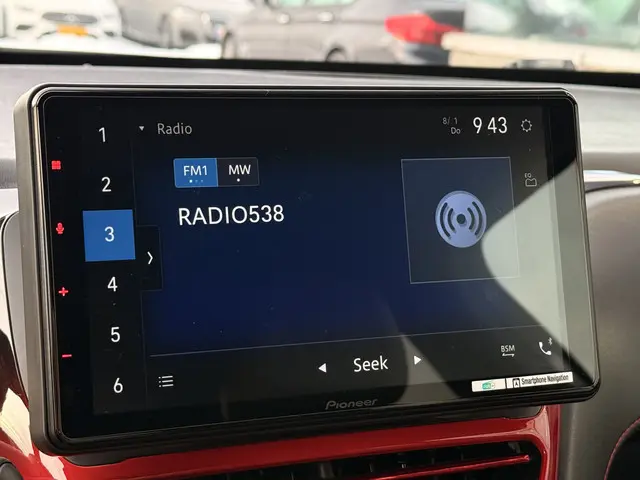 Radio
8/ 1
Do
9 43
1
2
3
4
5
6
FM1
MW
RADIO538
Seek
BSM
Smartphone Navigation
Pioneer